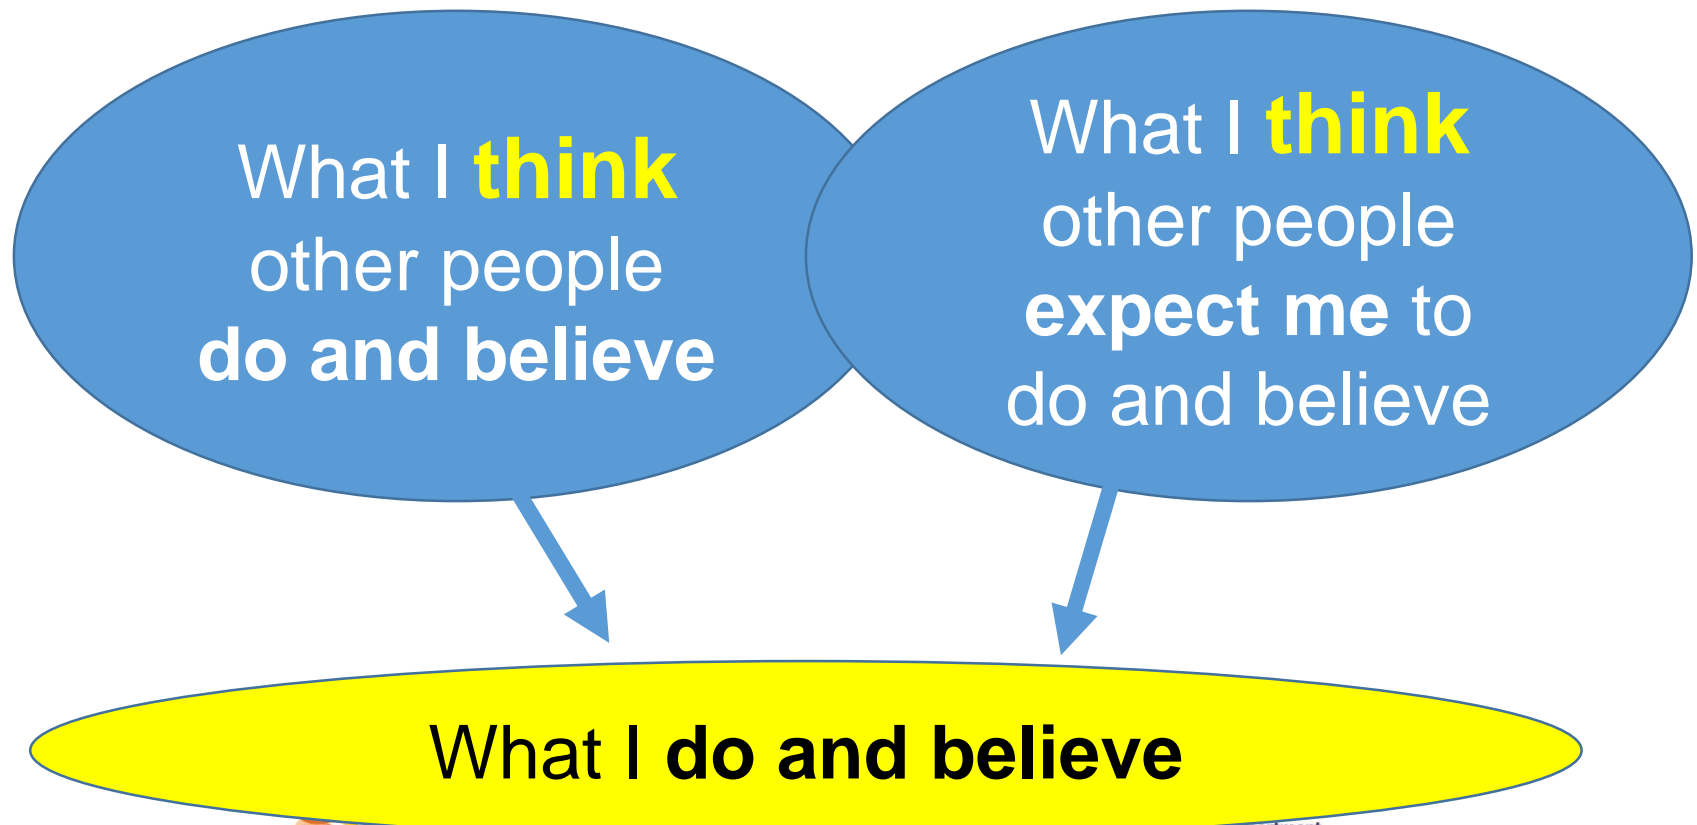 What I think
other people
do and believe
What I think
other people
expect me to
do and believe
What I do and believe